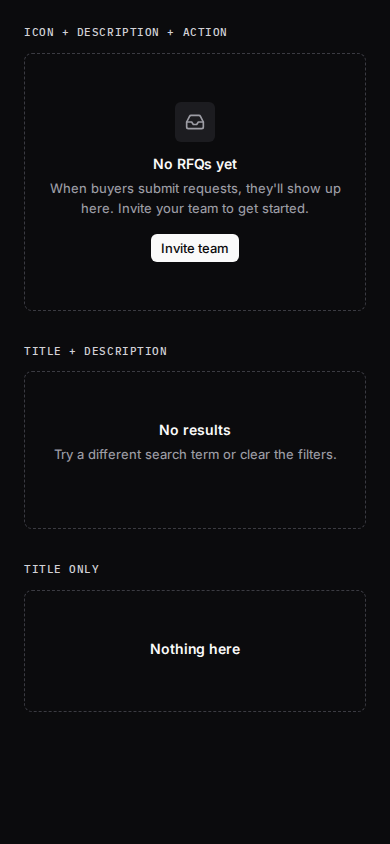 ICON + DESCRIPTION + ACTION
No RFQs yet
When buyers submit requests, they'll show up
here. Invite your team to get started.
Invite team
TITLE + DESCRIPTION
No results
Try a different search term or clear the filters.
TITLE ONLY
Nothing here